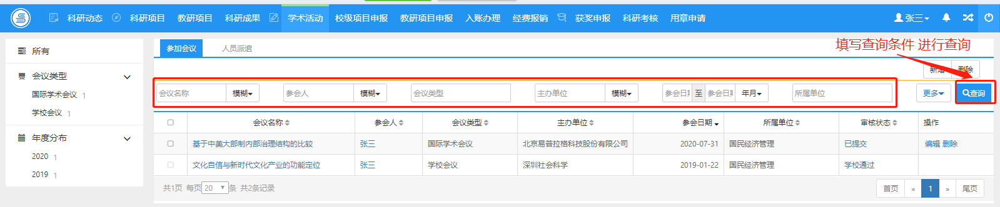 科研动态 科研项目 教研项目 科研成果 学术活动 校级项目申报 教研项目申报 入账办理 经费报销 获奖申报 科研考核 用章申请 张三
所有
会议类型
国际学术会议 1
学校会议 1
年度分布
2020 1
2019 1
参加会议 人员派遣
填写查询条件 进行查询
新增 删除
会议名称 模糊 参会人 模糊 会议类型 主办单位 模糊 参会日期 至 参会日期 年月 所属单位 更多 查询
会议名称 参会人 会议类型 主办单位 参会日期 所属单位 审核状态 操作
基于中美大部制内部治理结构的比较 张三 国际学术会议 北京易普拉格科技股份有限公司 2020-07-31 国民经济管理 已提交 编辑 删除
文化自信与新时代文化产业的功能定位 张三 学校会议 深圳社会科学 2019-01-22 国民经济管理 学校通过
共1页 每页 20 条 共2条记录 首页 « 1 » 尾页